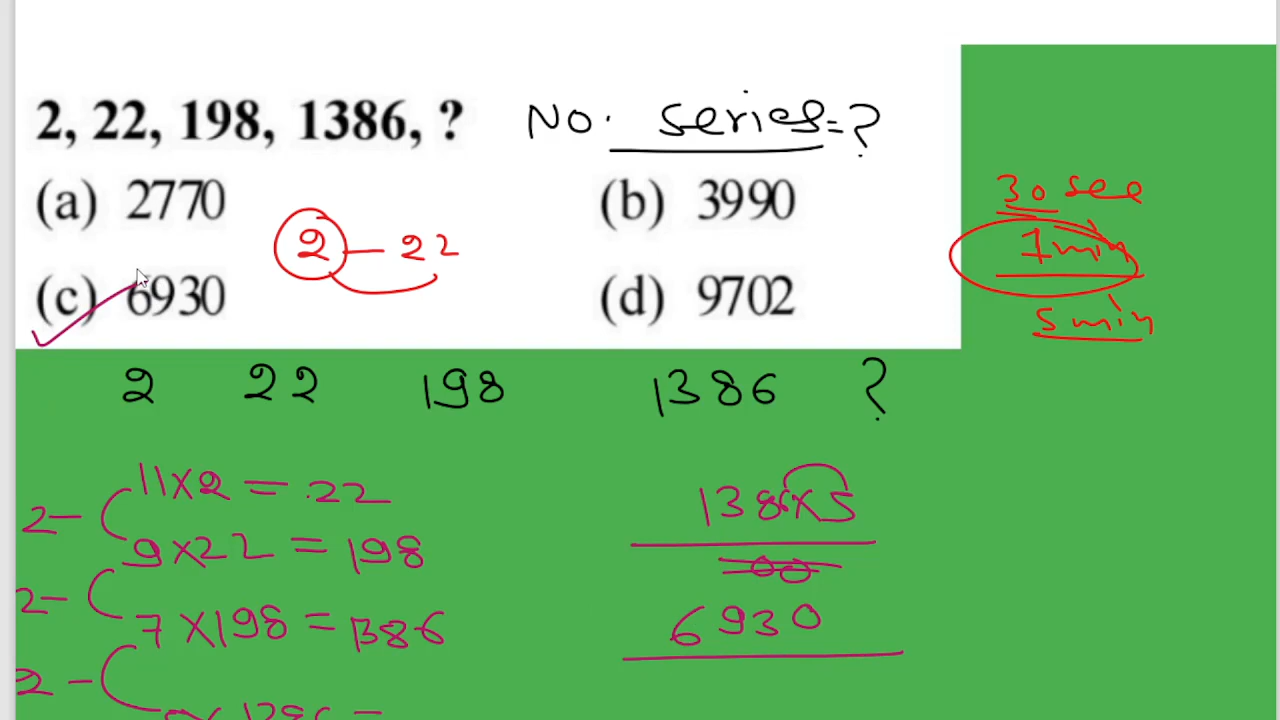 2, 22, 198, 1386, ?
No. series=?
(a) 2770
(b) 3990
(c) 6930
(d) 9702
2 — 22
30 sec
1 min
5 min
2 22 198 1386 ?
11×2 = 22
2-
9×22 = 198
2-
7×198 = 1386
2-
1386×5
00
6930